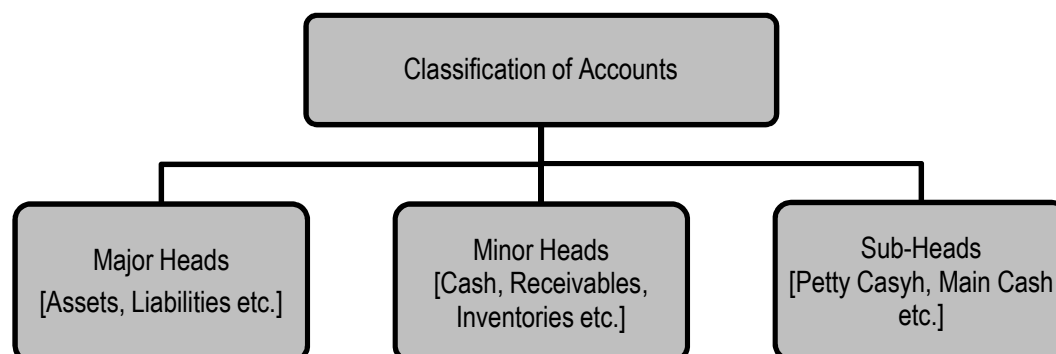 Classification of Accounts
Major Heads
[Assets, Liabilities etc.]
Minor Heads
[Cash, Receivables,
Inventories etc.]
Sub-Heads
[Petty Casyh, Main Cash
etc.]